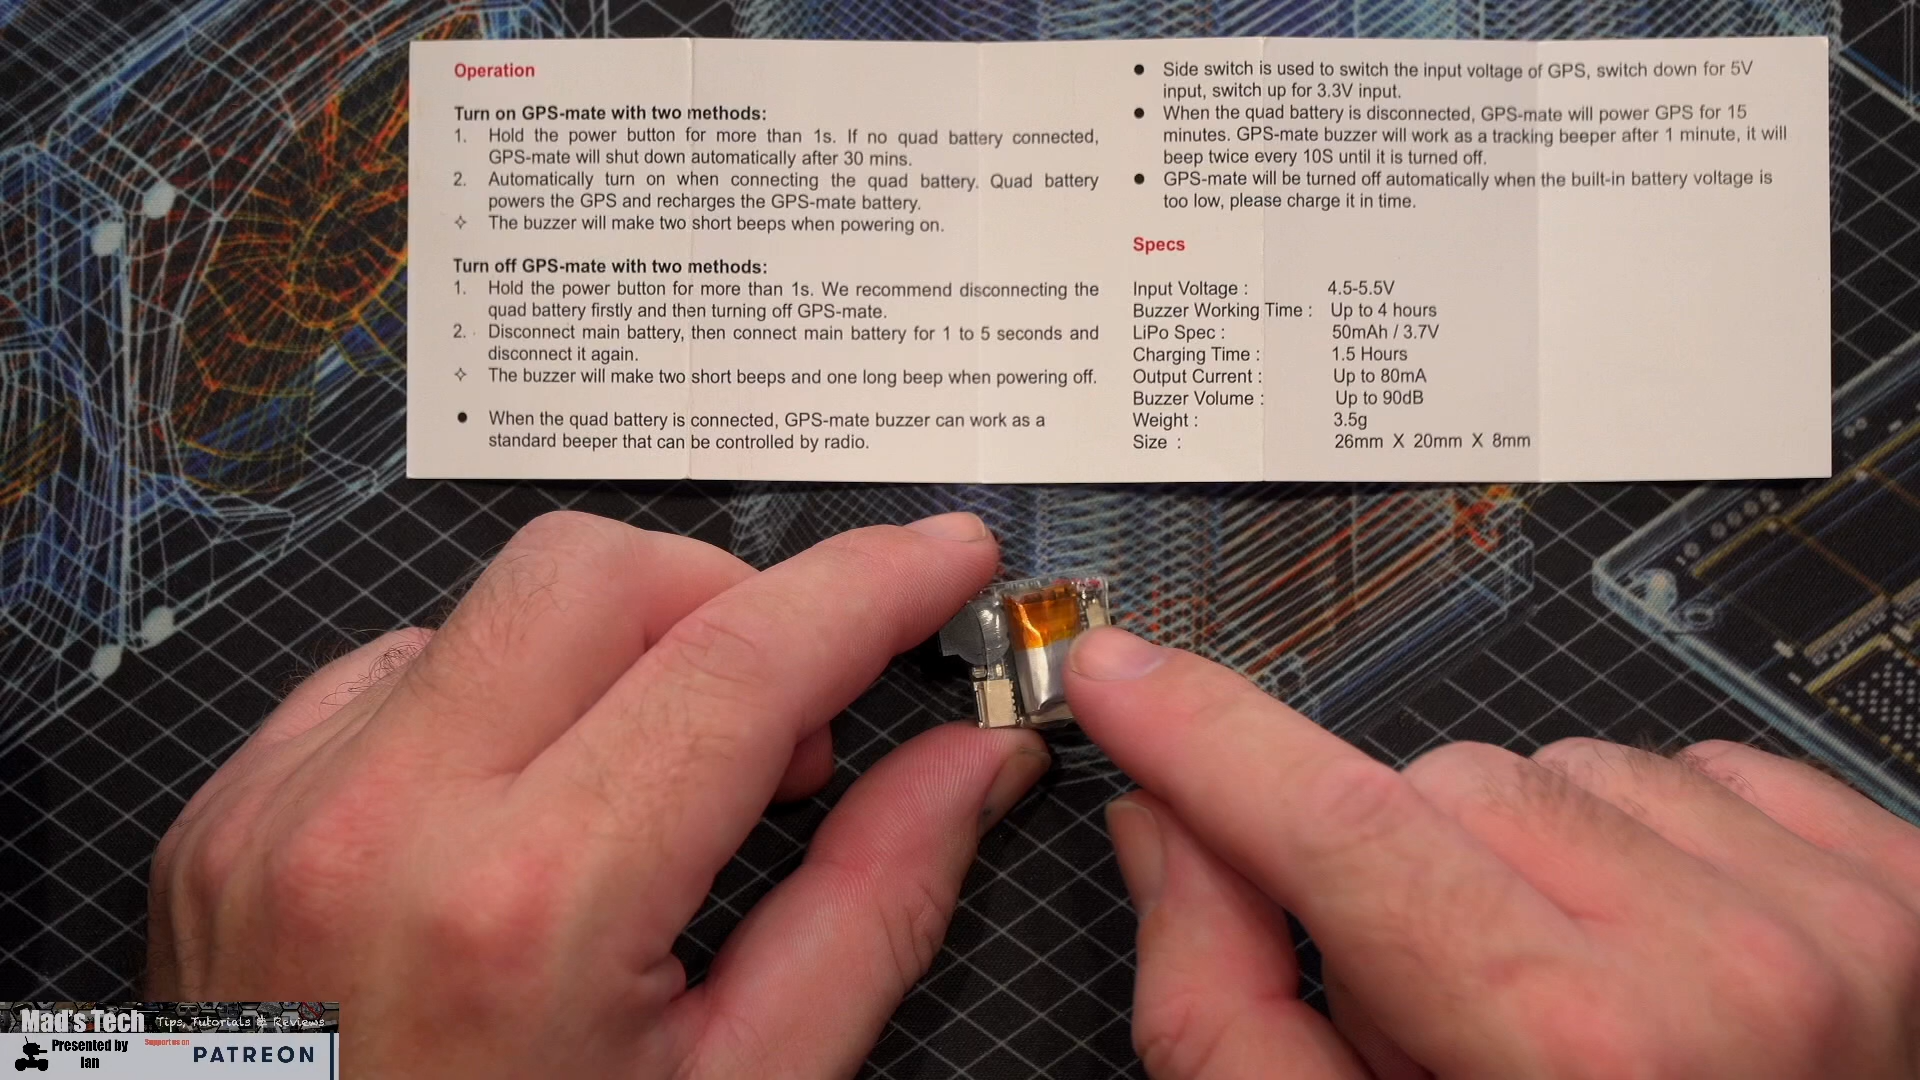 Operation
Turn on GPS-mate with two methods:
1. Hold the power button for more than 1s. If no quad battery connected,
GPS-mate will shut down automatically after 30 mins.
2. Automatically turn on when connecting the quad battery. Quad battery
powers the GPS and recharges the GPS-mate battery.
✧ The buzzer will make two short beeps when powering on.
Turn off GPS-mate with two methods:
1. Hold the power button for more than 1s. We recommend disconnecting the
quad battery firstly and then turning off GPS-mate.
2. Disconnect main battery, then connect main battery for 1 to 5 seconds and
disconnect it again.
✧ The buzzer will make two short beeps and one long beep when powering off.
● When the quad battery is connected, GPS-mate buzzer can work as a
standard beeper that can be controlled by radio.
● Side switch is used to switch the input voltage of GPS, switch down for 5V
input, switch up for 3.3V input.
● When the quad battery is disconnected, GPS-mate will power GPS for 15
minutes. GPS-mate buzzer will work as a tracking beeper after 1 minute, it will
beep twice every 10S until it is turned off.
● GPS-mate will be turned off automatically when the built-in battery voltage is
too low, please charge it in time.
Specs
Input Voltage : 4.5-5.5V
Buzzer Working Time : Up to 4 hours
LiPo Spec : 50mAh / 3.7V
Charging Time : 1.5 Hours
Output Current : Up to 80mA
Buzzer Volume : Up to 90dB
Weight : 3.5g
Size : 26mm X 20mm X 8mm
Mad's Tech Tips, Tutorials & Reviews
Presented by
Ian
Support us on
PATREON